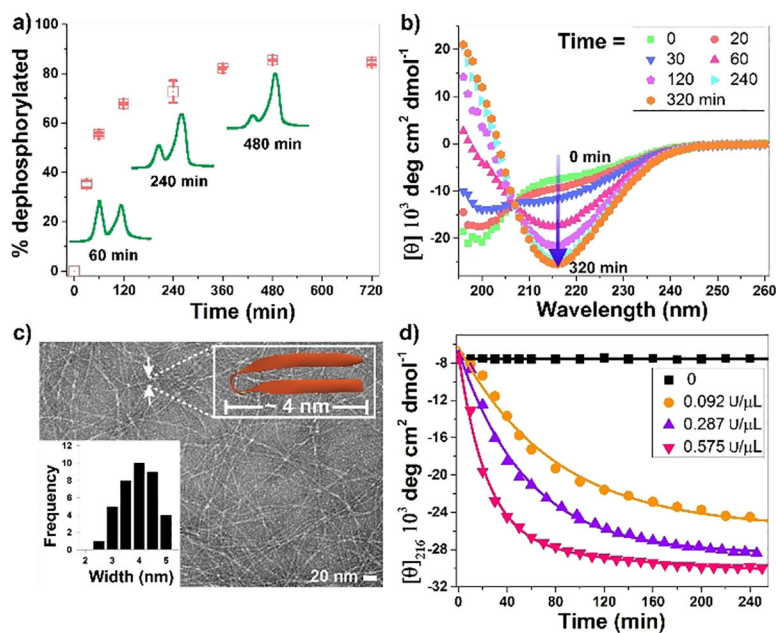 a)
100
80
60
40
20
0
% dephosphorylated
60 min
240 min
480 min
0 120 240 360 480 600 720
Time (min)
b)
20
10
0
-10
-20
[θ] 10³ deg cm² dmol⁻¹
Time =
0 20
30 60
120 240
320 min
0 min
320 min
200 210 220 230 240 250 260
Wavelength (nm)
c)
~ 4 nm
12
10
8
6
4
2
0
Frequency
2 3 4 5
Width (nm)
20 nm
d)
-8
-12
-16
-20
-24
-28
-32
[θ]₂₁₆ 10³ deg cm² dmol⁻¹
0
0.092 U/µL
0.287 U/µL
0.575 U/µL
0 40 80 120 160 200 240
Time (min)